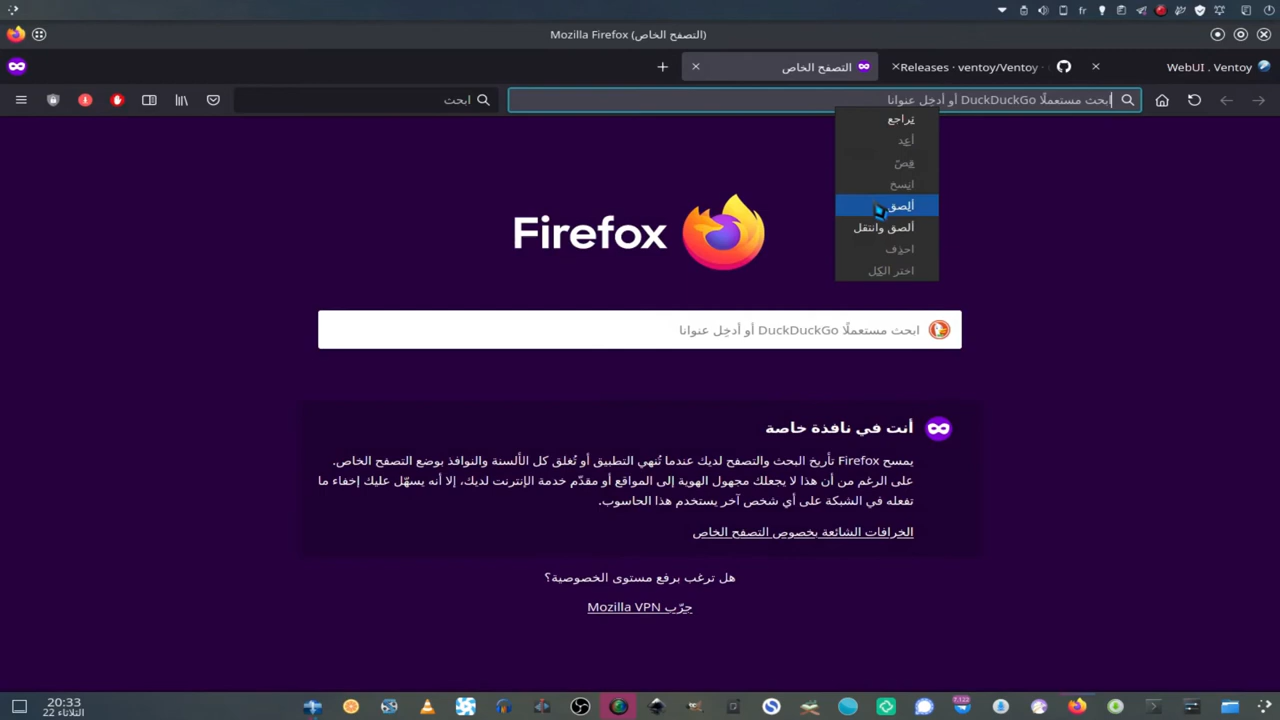 fr
Mozilla Firefox (التصفح الخاص)
WebUI . Ventoy
Releases · ventoy/Ventoy ·
التصفح الخاص
ابحث مستعملًا DuckDuckGo أو أدخِل عنوانا
ابحث
تراجع
أعِد
قصّ
انسخ
ألصق
ألصق وانتقل
احذف
اختر الكل
Firefox
ابحث مستعملًا DuckDuckGo أو أدخِل عنوانا
أنت في نافذة خاصة
يمسح Firefox تأريخ البحث والتصفح لديك عندما تُنهي التطبيق أو تُغلق كل الألسنة والنوافذ بوضع التصفح الخاص.
على الرغم من أن هذا لا يجعلك مجهول الهوية إلى المواقع أو مقدّم خدمة الإنترنت لديك، إلا أنه يسهّل عليك إخفاء ما
تفعله في الشبكة على أي شخص آخر يستخدم هذا الحاسوب.
الخرافات الشائعة بخصوص التصفح الخاص
هل ترغب برفع مستوى الخصوصية؟
جرّب Mozilla VPN
20:33
الثلاثاء 22
7,122